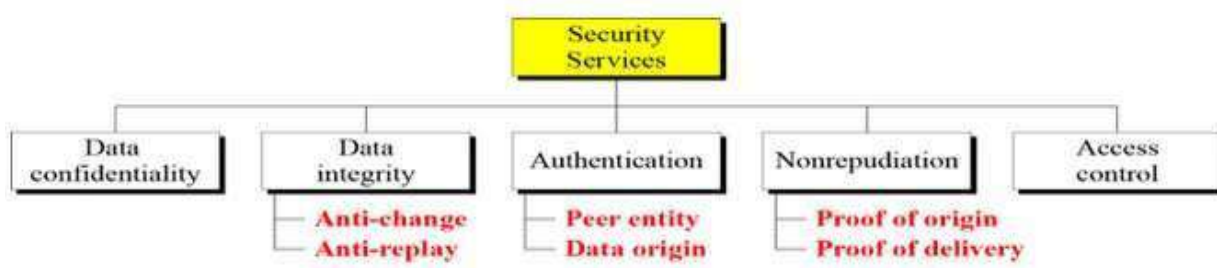 Security
Services
Data
confidentiality
Data
integrity
Authentication
Nonrepudiation
Access
control
Anti-change
Anti-replay
Peer entity
Data origin
Proof of origin
Proof of delivery